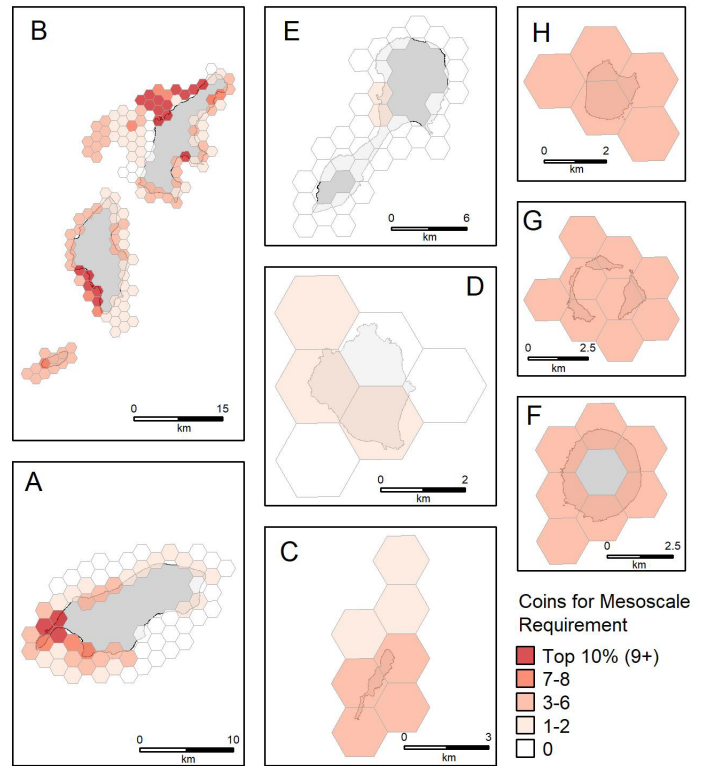 B
0
15
km
A
0
10
km
E
0
6
km
D
0
2
km
C
0
3
km
H
0
2
km
G
0
2.5
km
F
0
2.5
km
Coins for Mesoscale
Requirement
Top 10% (9+)
7-8
3-6
1-2
0